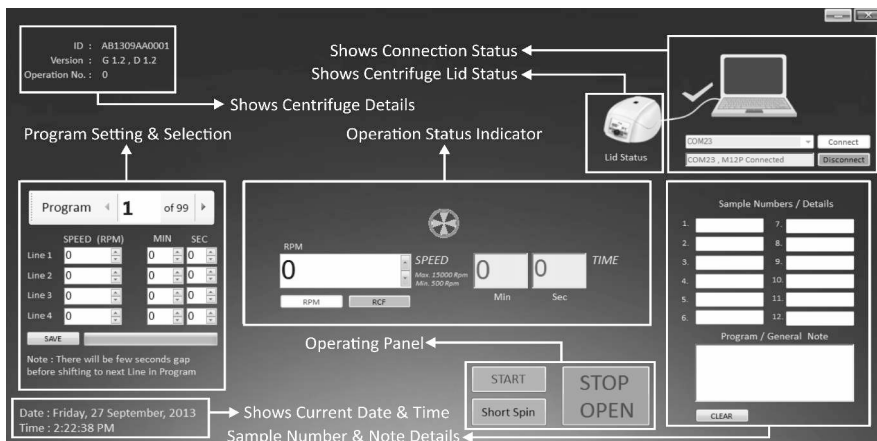 ID : AB1309AA0001
Version : G 1.2 , D 1.2
Operation No. : 0
Shows Centrifuge Details
Shows Connection Status
Shows Centrifuge Lid Status
Lid Status
COM23
Connect
COM23 , M12P Connected
Disconnect
Program Setting & Selection
Operation Status Indicator
Program 1 of 99
SPEED (RPM) MIN SEC
Line 1 0 0 0
Line 2 0 0 0
Line 3 0 0 0
Line 4 0 0 0
SAVE
Note : There will be few seconds gap
before shifting to next Line in Program
RPM
0
SPEED
Max. 15000 Rpm
Min. 500 Rpm
RPM
RCF
0 0 TIME
Min Sec
Sample Numbers / Details
1. 7.
2. 8.
3. 9.
4. 10.
5. 11.
6. 12.
Program / General Note
CLEAR
Operating Panel
START
Short Spin
STOP
OPEN
Date : Friday, 27 September, 2013
Time : 2:22:38 PM
Shows Current Date & Time
Sample Number & Note Details